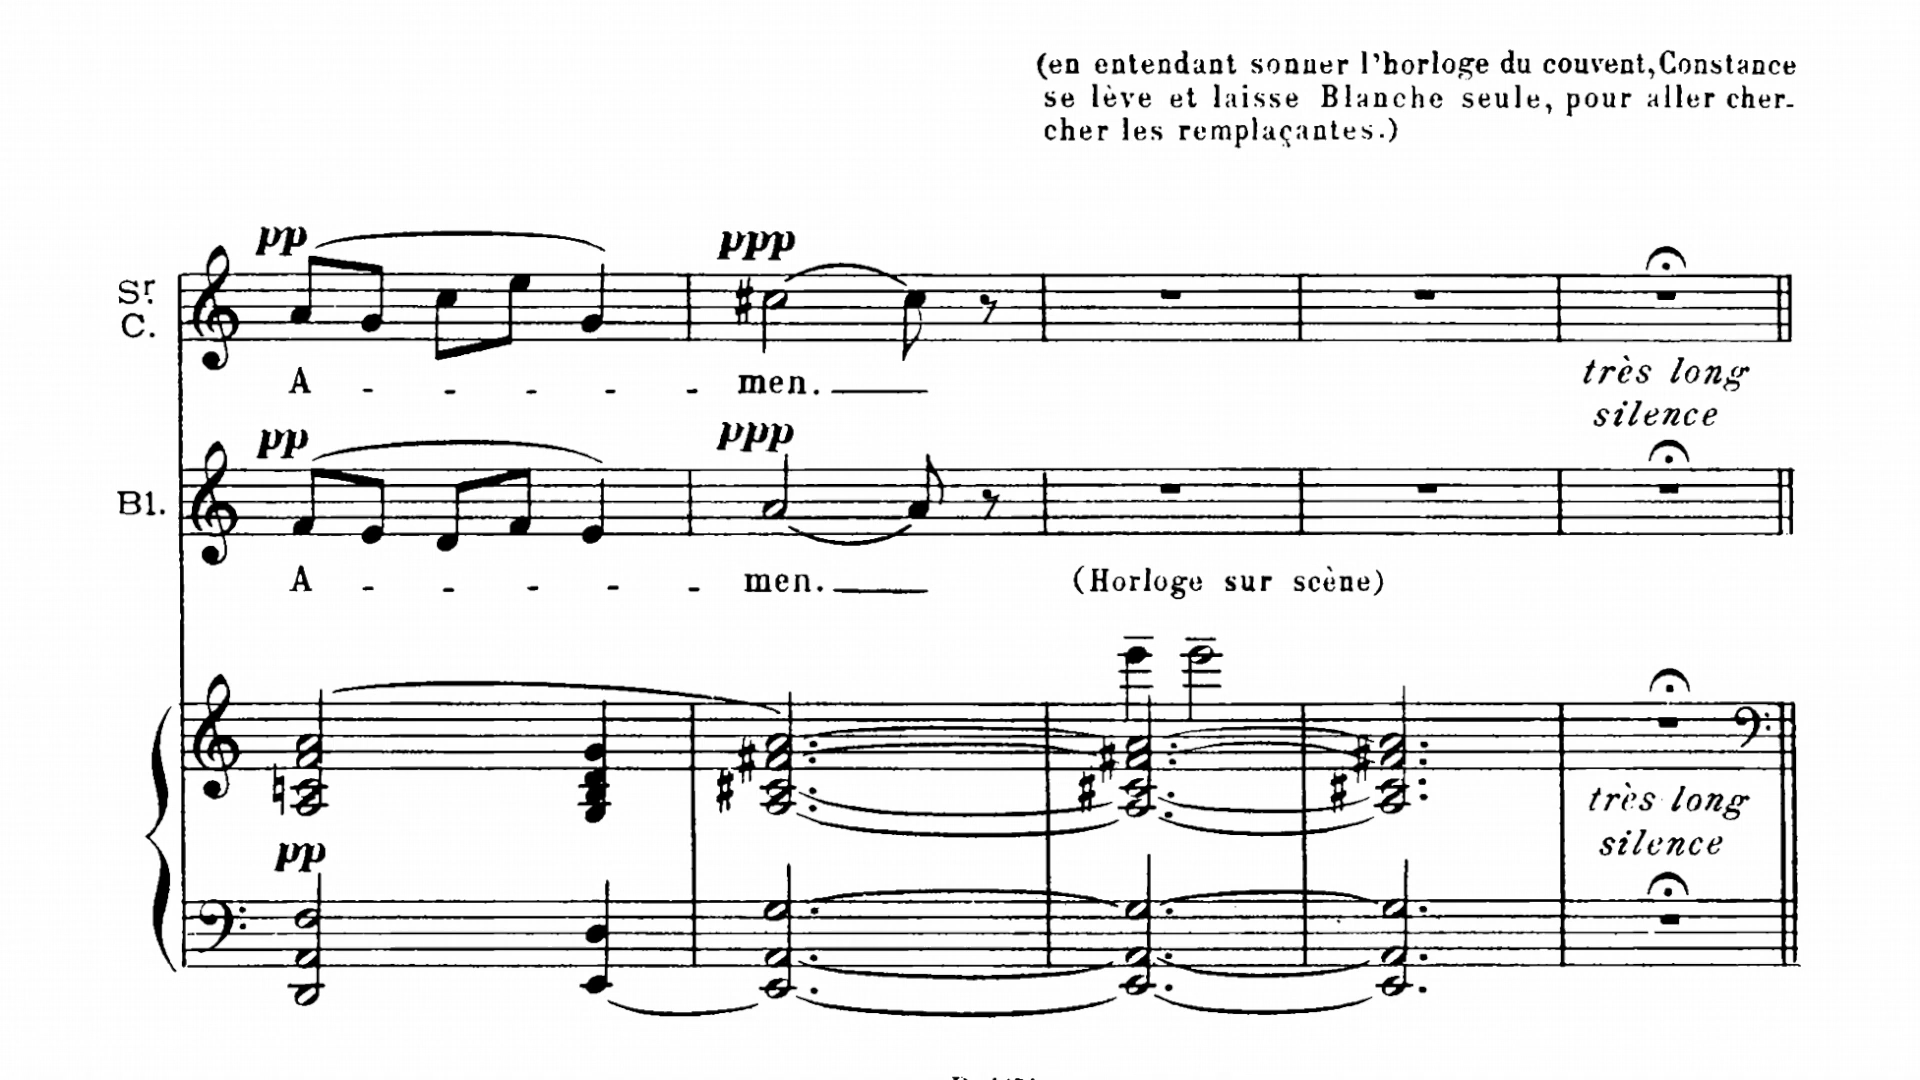 (en entendant sonner l'horloge du couvent, Constance
se lève et laisse Blanche seule, pour aller cher-
cher les remplaçantes.)
pp ppp
Sr.
C.
A - - - - - men.
très long
silence
pp ppp
Bl.
A - - - - - men. (Horloge sur scène)
très long
silence
pp